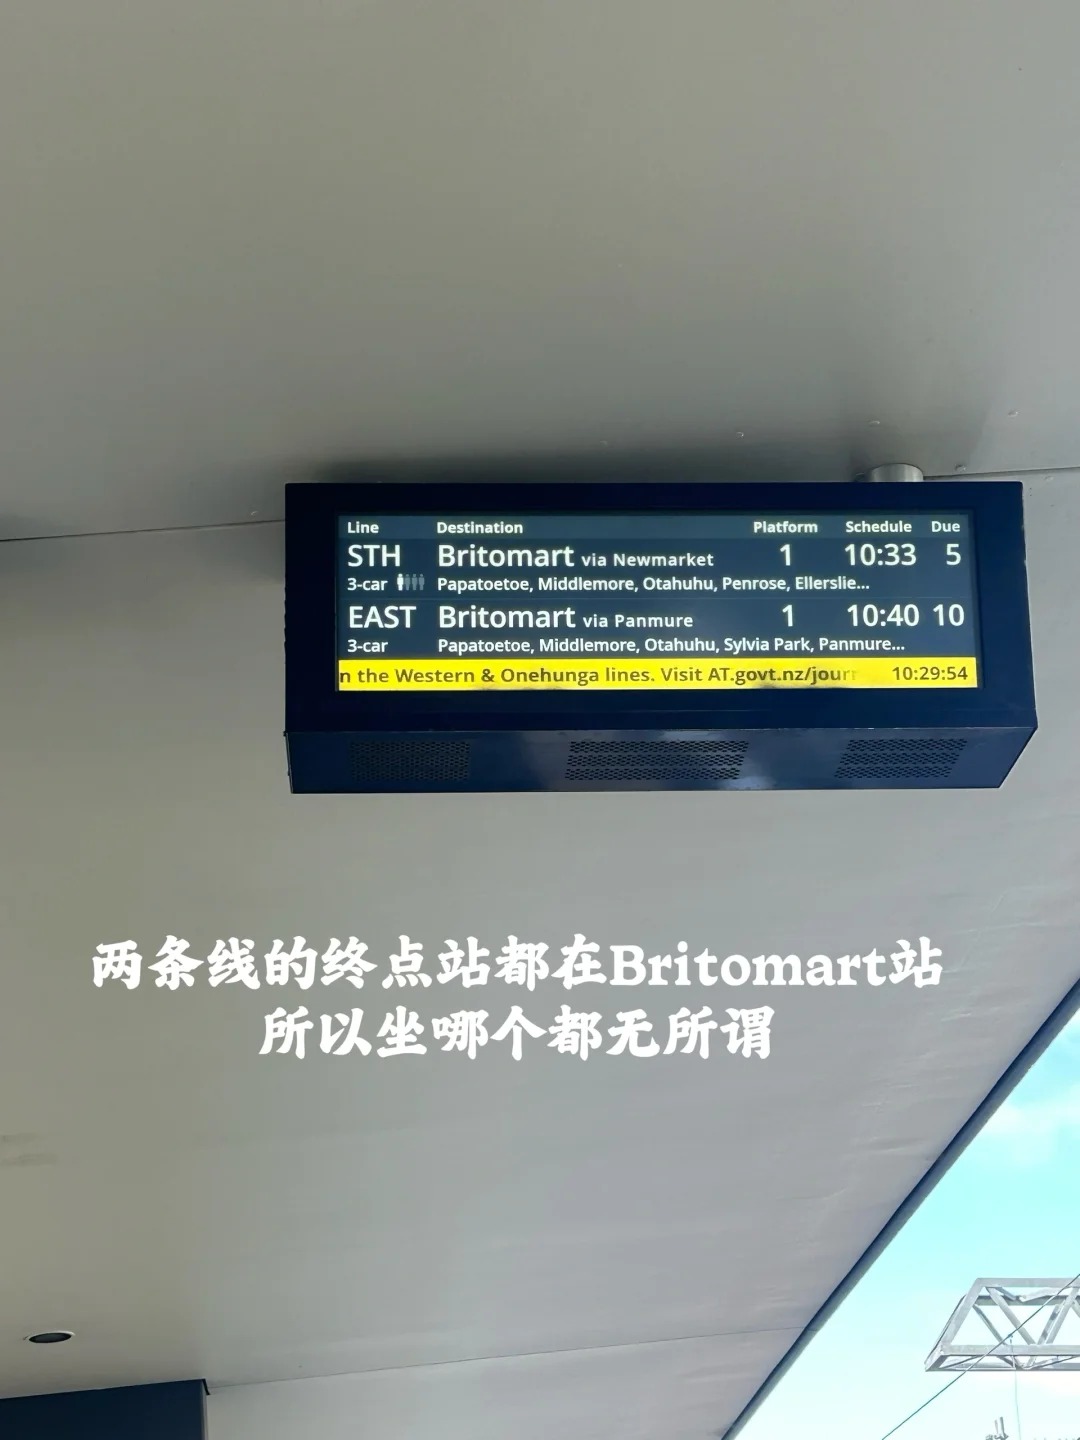 Line Destination Platform Schedule Due
STH Britomart via Newmarket 1 10:33 5
3-car Papatoetoe, Middlemore, Otahuhu, Penrose, Ellerslie...
EAST Britomart via Panmure 1 10:40 10
3-car Papatoetoe, Middlemore, Otahuhu, Sylvia Park, Panmure...
n the Western & Onehunga lines. Visit AT.govt.nz/jour 10:29:54
两条线的终点站都在Britomart站
所以坐哪个都无所谓